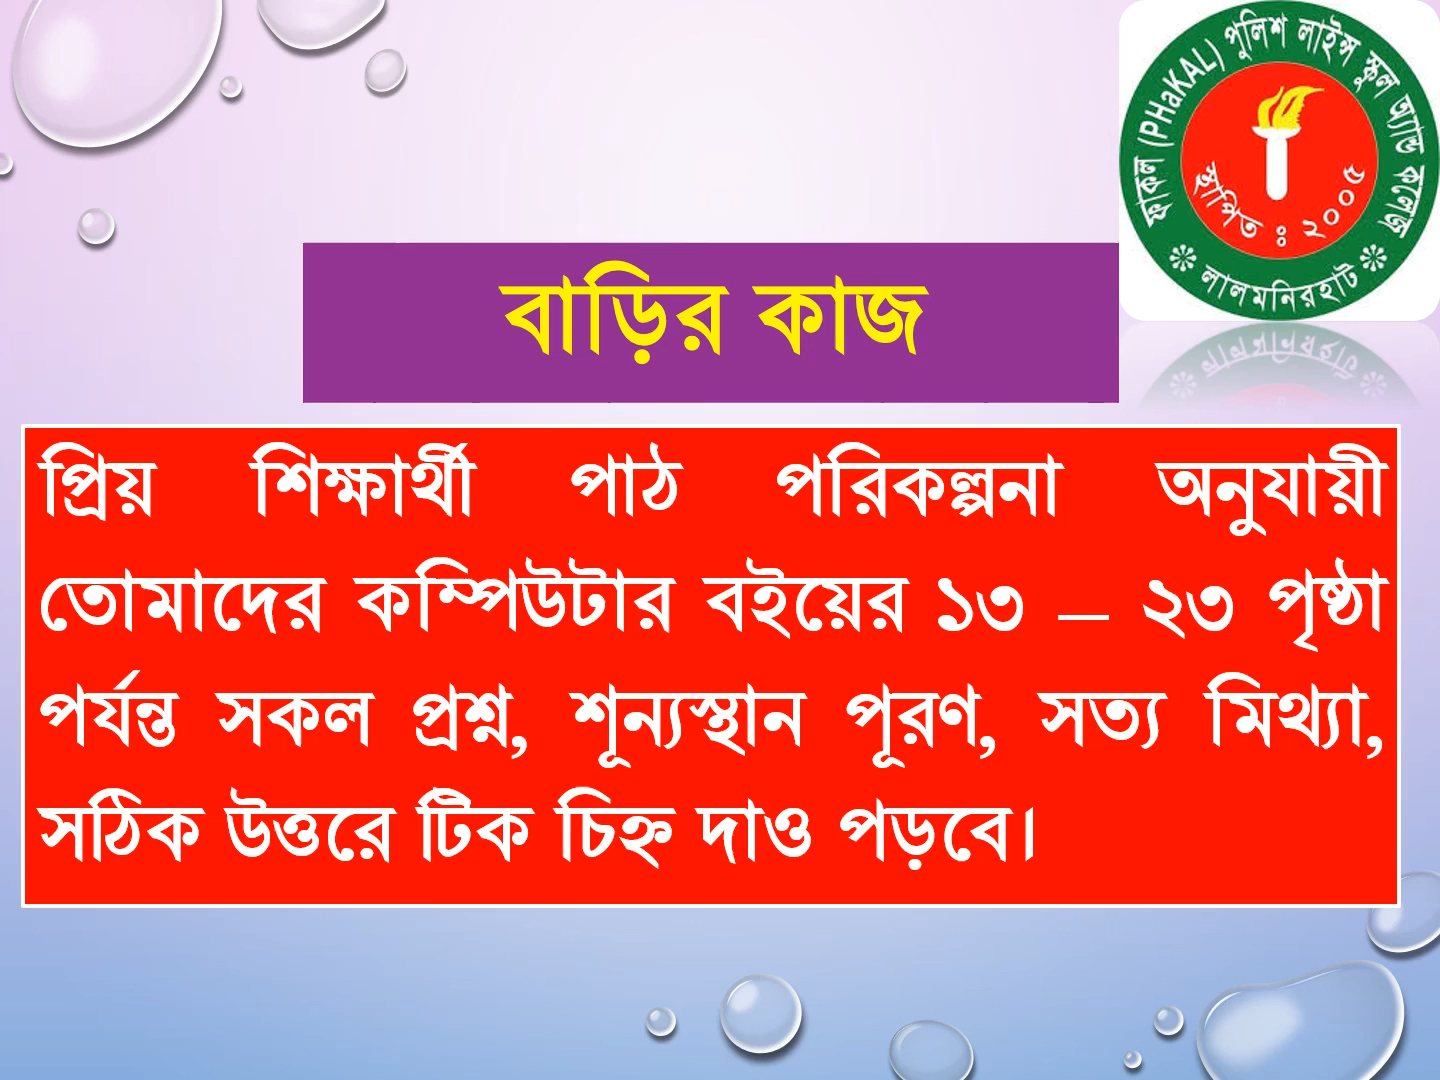 ফাকল (PHaKAL) পুলিশ লাইন্স স্কুল অ্যান্ড কলেজ
স্থাপিত ঃ ২০০৫
লালমনিরহাট
বাড়ির কাজ
প্রিয় শিক্ষার্থী পাঠ পরিকল্পনা অনুযায়ী
তোমাদের কম্পিউটার বইয়ের ১৩ – ২৩ পৃষ্ঠা
পর্যন্ত সকল প্রশ্ন, শূন্যস্থান পূরণ, সত্য মিথ্যা,
সঠিক উত্তরে টিক চিহ্ন দাও পড়বে।